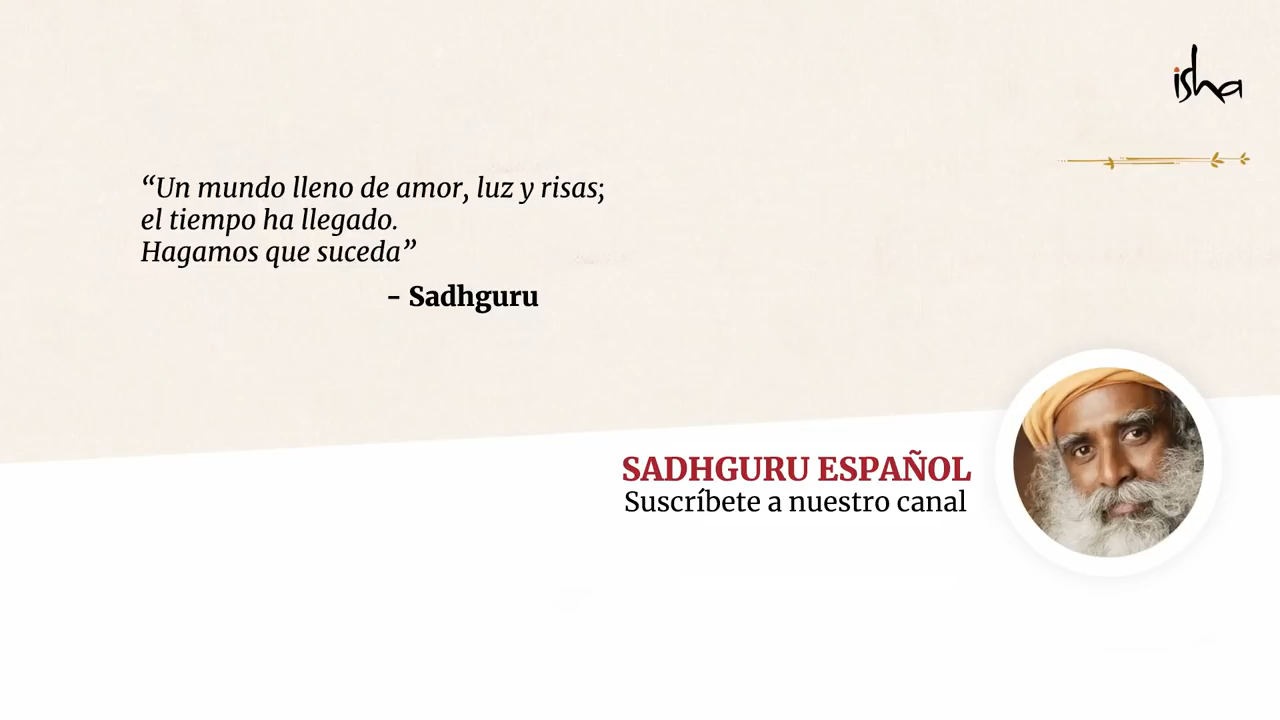 isha
“Un mundo lleno de amor, luz y risas;
el tiempo ha llegado.
Hagamos que suceda”
- Sadhguru
SADHGURU ESPAÑOL
Suscríbete a nuestro canal